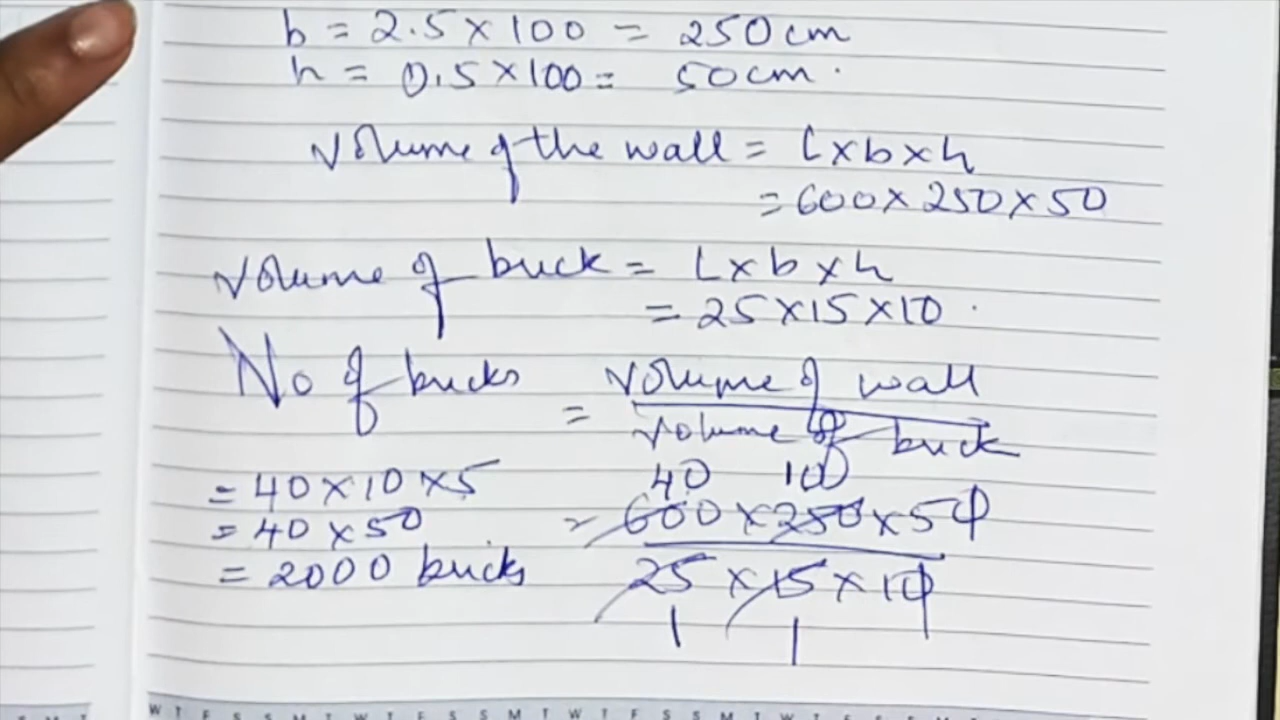 b = 2.5 × 100 = 250 cm
h = 0.5 × 100 = 50 cm.
Volume of the wall = L × b × h
= 600 × 250 × 50
Volume of brick = L × b × h
= 25 × 15 × 10
No of bricks = Volume of wall
Volume of brick
40 10
= 600 × 250 × 50
25 × 15 × 10
1 1
= 40 × 10 × 5
= 40 × 50
= 2000 bricks
W T F S S M T W T F S S M T W T F S S M T W T